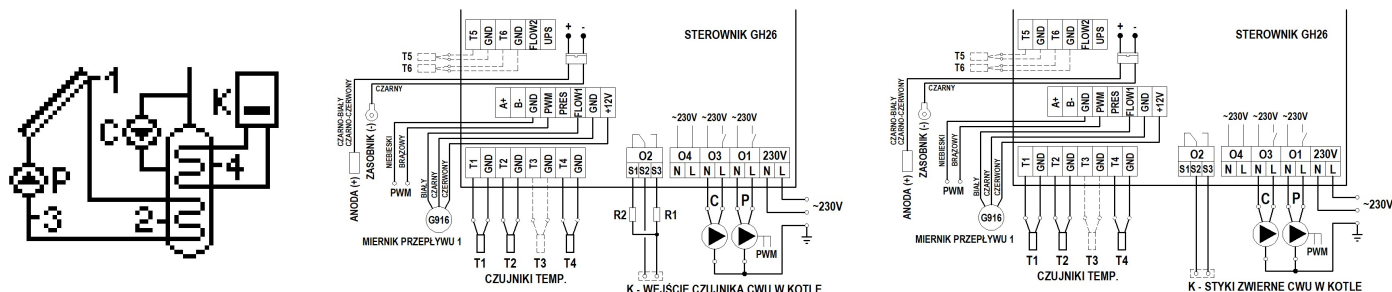 1
K
C
4
P
3
2
T5 GND T6 GND FLOW2 UPS
+ -
STEROWNIK GH26
T5
T6
CZARNO-BIAŁY
CZARNO-CZERWONY
CZARNY
ZASOBNIK (-)
ANODA (+)
A+ B- GND PWM PRES FLOW1 GND +12V
NIEBIESKI
BRĄZOWY
PWM
BIAŁY
CZARNY
CZERWONY
G916
MIERNIK PRZEPŁYWU 1
T1 GND T2 GND T3 GND T4 GND
T1 T2 T3 T4
CZUJNIKI TEMP.
~230V ~230V ~230V
O2 O4 O3 O1 230V
S1 S2 S3 N L N L N L N L
R2 R1
C P
~230V
PWM
K - WEJŚCIE CZUJNIKA CWU W KOTLE
T5 GND T6 GND FLOW2 UPS
+ -
STEROWNIK GH26
T5
T6
CZARNO-BIAŁY
CZARNO-CZERWONY
CZARNY
ZASOBNIK (-)
ANODA (+)
A+ B- GND PWM PRES FLOW1 GND +12V
NIEBIESKI
BRĄZOWY
PWM
BIAŁY
CZARNY
CZERWONY
G916
MIERNIK PRZEPŁYWU 1
T1 GND T2 GND T3 GND T4 GND
T1 T2 T3 T4
CZUJNIKI TEMP.
~230V ~230V ~230V
O2 O4 O3 O1 230V
S1 S2 S3 N L N L N L N L
C P
~230V
PWM
K - STYKI ZWIERNE CWU W KOTLE